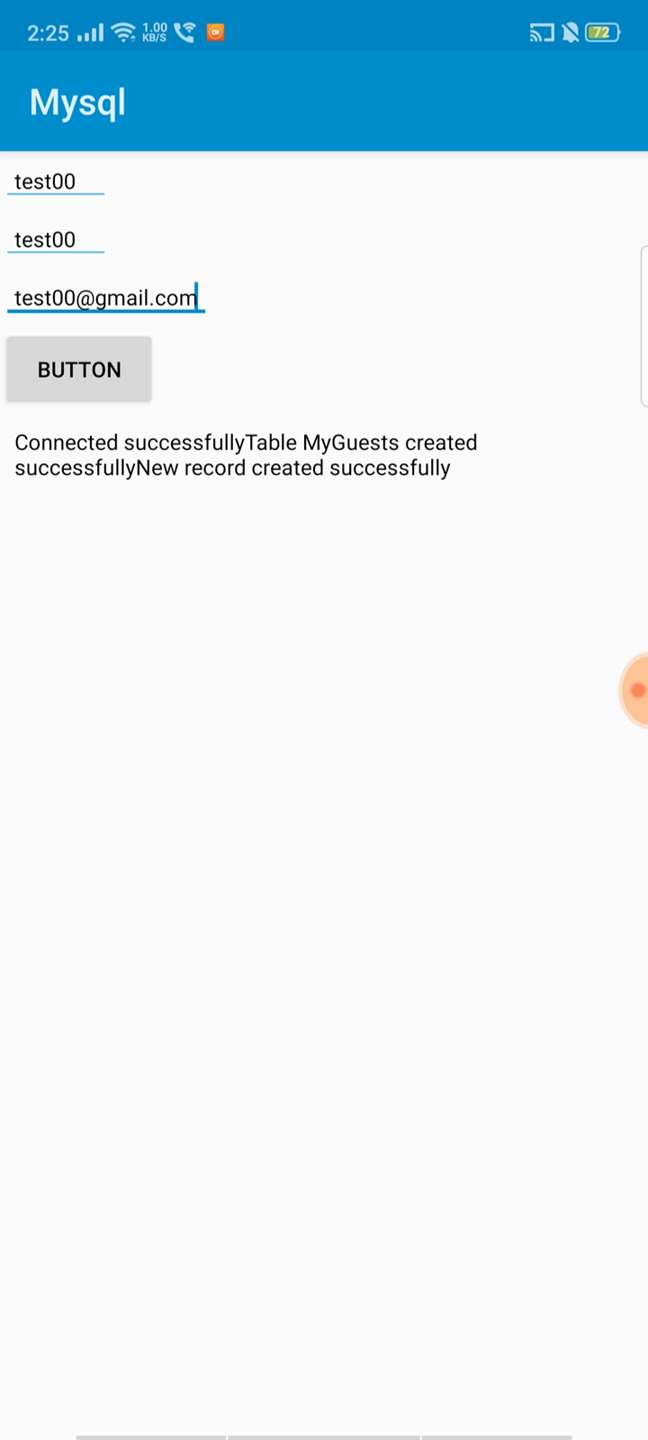 2:25 1.00 KB/S 72
Mysql
test00
test00
test00@gmail.com
BUTTON
Connected successfullyTable MyGuests created
successfullyNew record created successfully